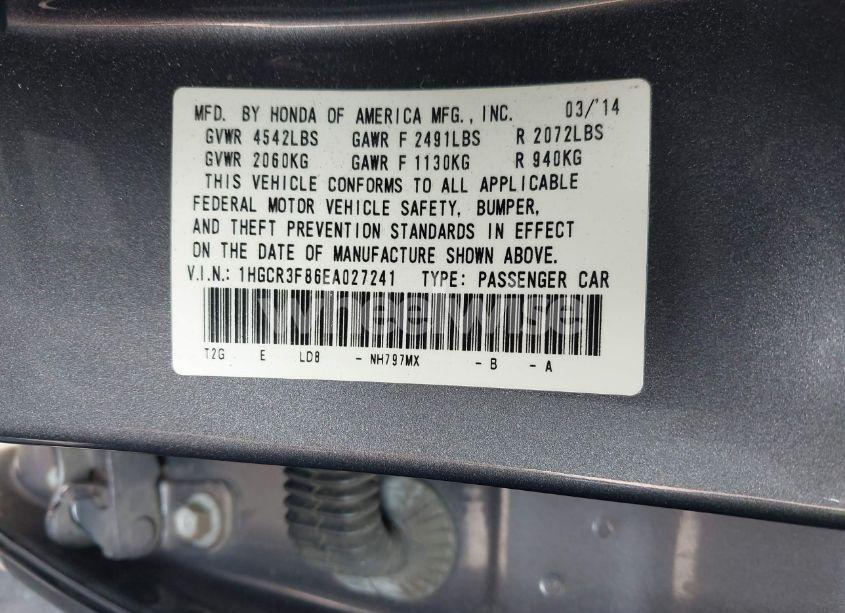 MFD. BY HONDA OF AMERICA MFG., INC. 03/'14
GVWR 4542LBS GAWR F 2491LBS R 2072LBS
GVWR 2060KG GAWR F 1130KG R 940KG
THIS VEHICLE CONFORMS TO ALL APPLICABLE
FEDERAL MOTOR VEHICLE SAFETY, BUMPER,
AND THEFT PREVENTION STANDARDS IN EFFECT
ON THE DATE OF MANUFACTURE SHOWN ABOVE.
V.I.N.: 1HGCR3F86EA027241 TYPE: PASSENGER CAR
wheelwise
T2G E LD8 - NH797MX - B - A